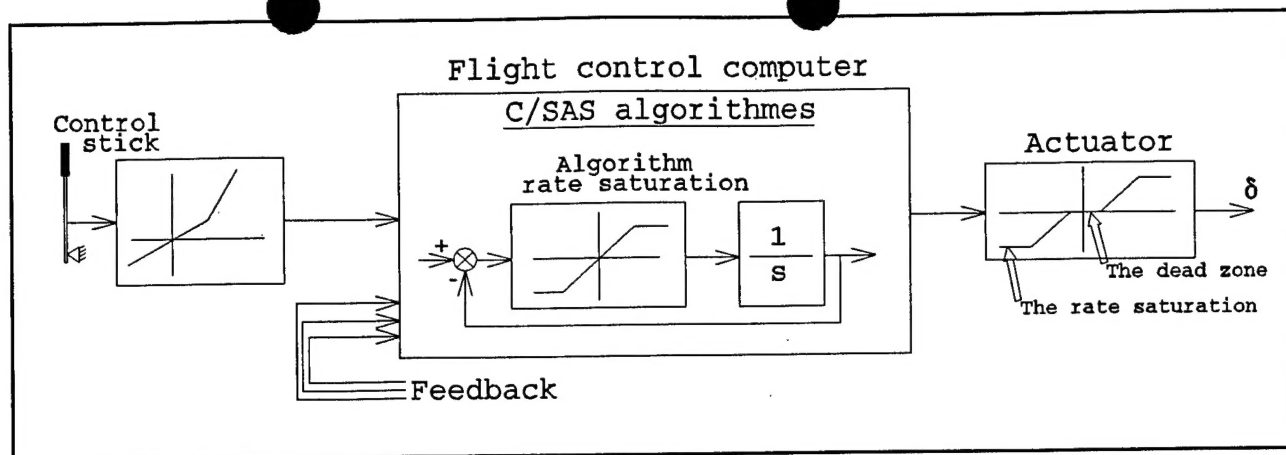 Flight control computer
C/SAS algorithmes
Control
stick
Algorithm
rate saturation
Actuator
+
-
1
s
δ
The dead zone
The rate saturation
Feedback